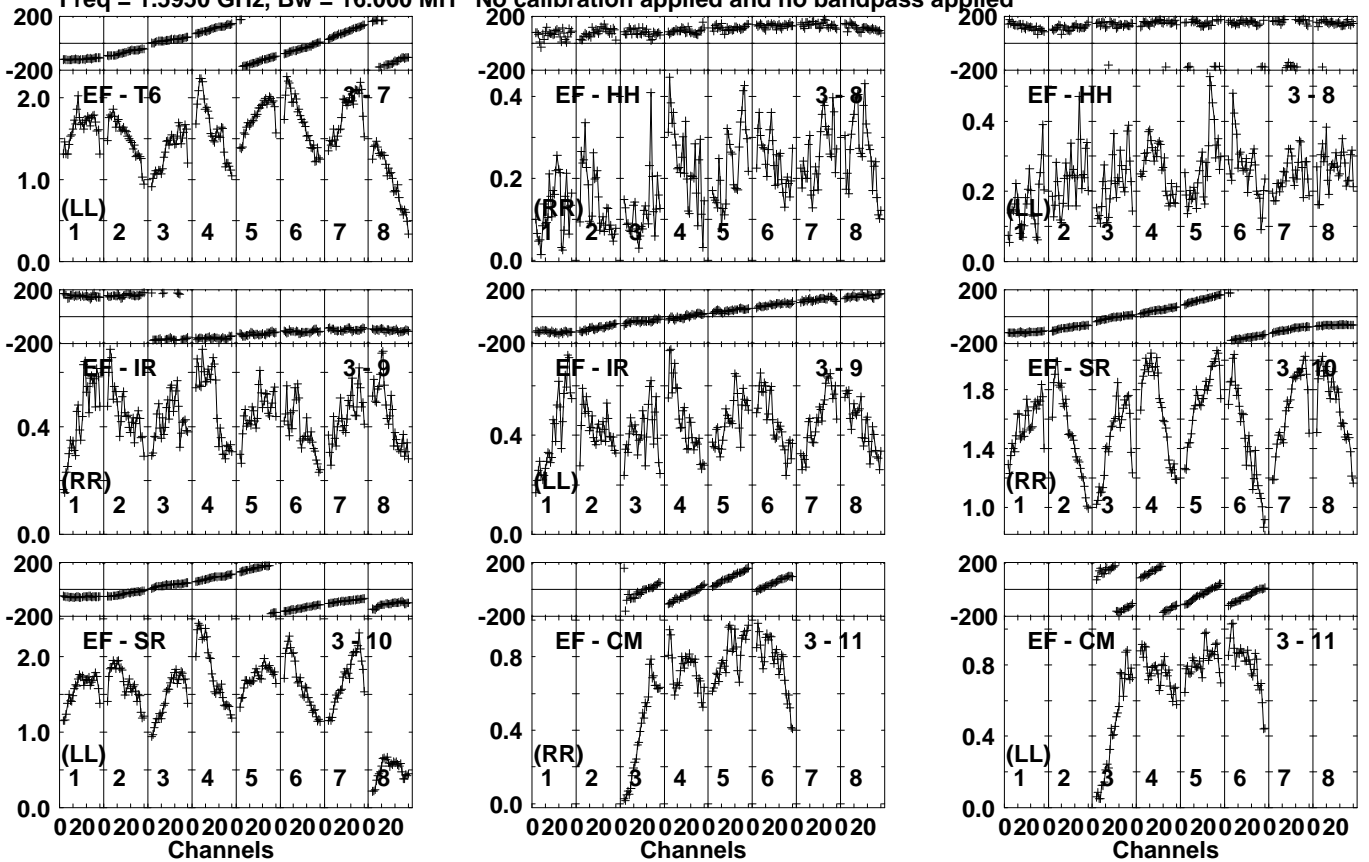 Freq = 1.5950 GHz, Bw = 16.000 MH No calibration applied and no bandpass applied
200 200 200
-200 -200 -200
EF - T6 3 - 7 EF - HH 3 - 8 EF - HH 3 - 8
2.0 0.4 0.4
1.0 0.2 0.2
(LL) (RR) (LL)
1 2 3 4 5 6 7 8 1 2 3 4 5 6 7 8 1 2 3 4 5 6 7 8
0.0 0.0 0.0
200 200 200
-200 -200 -200
EF - IR 3 - 9 EF - IR 3 - 9 EF - SR 3 - 10
1.8
0.4 0.4 1.4
(RR) (LL) (RR)
1 2 3 4 5 6 7 8 1 2 3 4 5 6 7 8 1 2 3 4 5 6 7 8
1.0
0.0 0.0
200 200 200
-200 -200 -200
EF - SR 3 - 10 EF - CM 3 - 11 EF - CM 3 - 11
2.0 0.8 0.8
1.0 0.4 0.4
(LL) (RR) (LL)
1 2 3 4 5 6 7 8 1 2 3 4 5 6 7 8 1 2 3 4 5 6 7 8
0.0 0.0 0.0
0 20 0 20 0 20 0 20 0 20 0 20 0 20 0 20 0 20 0 20 0 20 0 20 0 20 0 20 0 20 0 20 0 20 0 20 0 20 0 20 0 20 0 20 0 20 0 20
Channels Channels Channels